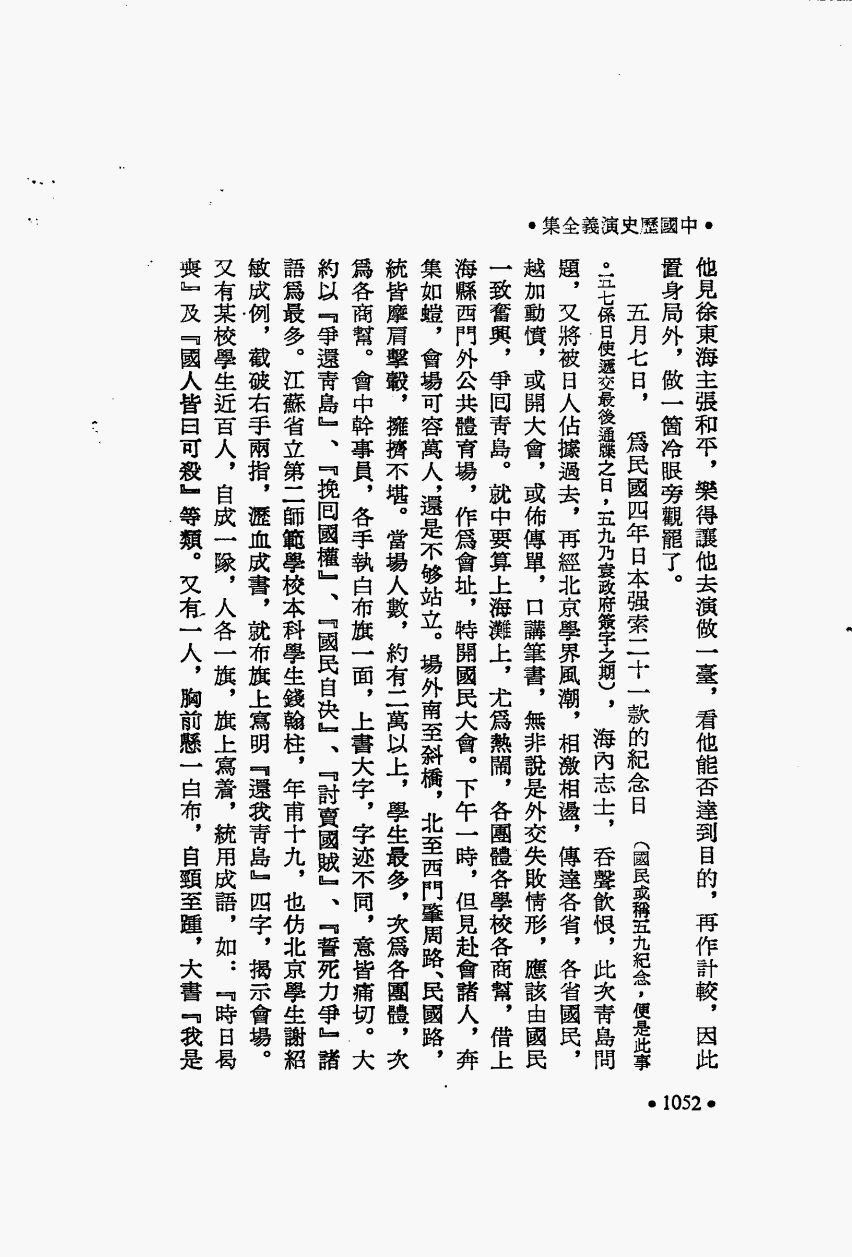 •中國歷史演義全集•
他見徐東海主張和平，樂得讓他去演做一臺，看他能否達到目的，再作計較，因此
置身局外，做一箇冷眼旁觀罷了。
五月七日，爲民國四年日本强索二十一款的紀念日（國民或稱五九紀念，便是此事
。五七係日使遞交最後通牒之日，五九乃袁政府簽字之期），海內志士，吞聲飮恨，此次靑島問
題，又將被日人佔據過去，再經北京學界風潮，相激相盪，傳達各省，各省國民，
越加動憤，或開大會，或佈傳單，口講筆書，無非說是外交失敗情形，應該由國民
一致奮興，爭囘靑島。就中要算上海灘上，尤爲熱鬧，各團體各學校各商幫，借上
海縣西門外公共體育場，作爲會址，特開國民大會。下午一時，但見赴會諸人，奔
集如螘，會場可容萬人，還是不够站立。場外南至斜橋，北至西門肇周路、民國路，
統皆摩肩擊轂，擁擠不堪。當場人數，約有二萬以上，學生最多，次爲各團體，次
爲各商幫。會中幹事員，各手執白布旗一面，上書大字，字迹不同，意皆痛切。大
約以『爭還靑島』、『挽囘國權』、『國民自決』、『討賣國賊』、『誓死力爭』諸
語爲最多。江蘇省立第二師範學校本科學生錢翰柱，年甫十九，也仿北京學生謝紹
敏成例，截破右手兩指，瀝血成書，就布旗上寫明『還我靑島』四字，揭示會場。
又有某校學生近百人，自成一隊，人各一旗，旗上寫着，統用成語，如：『時日曷
喪』及『國人皆曰可殺』等類。又有一人，胸前懸一白布，自頸至踵，大書『我是
•1052•